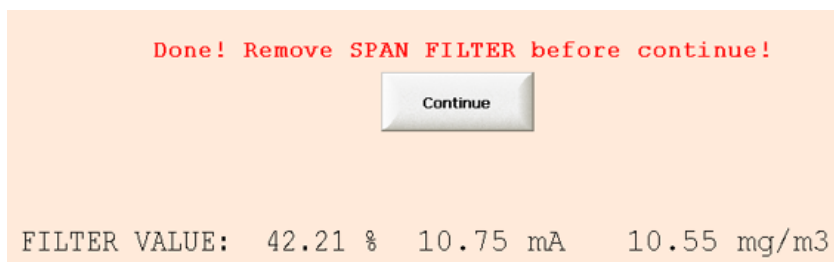 Done! Remove SPAN FILTER before continue!
Continue
FILTER VALUE: 42.21 % 10.75 mA 10.55 mg/m3